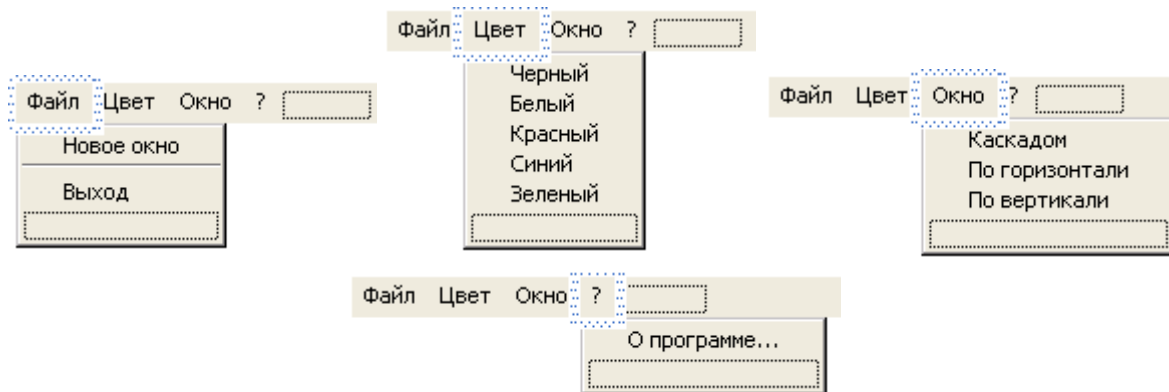 Файл Цвет Окно ?
Новое окно
Выход
Файл Цвет Окно ?
Черный
Белый
Красный
Синий
Зеленый
Файл Цвет Окно ?
Каскадом
По горизонтали
По вертикали
Файл Цвет Окно ?
О программе...